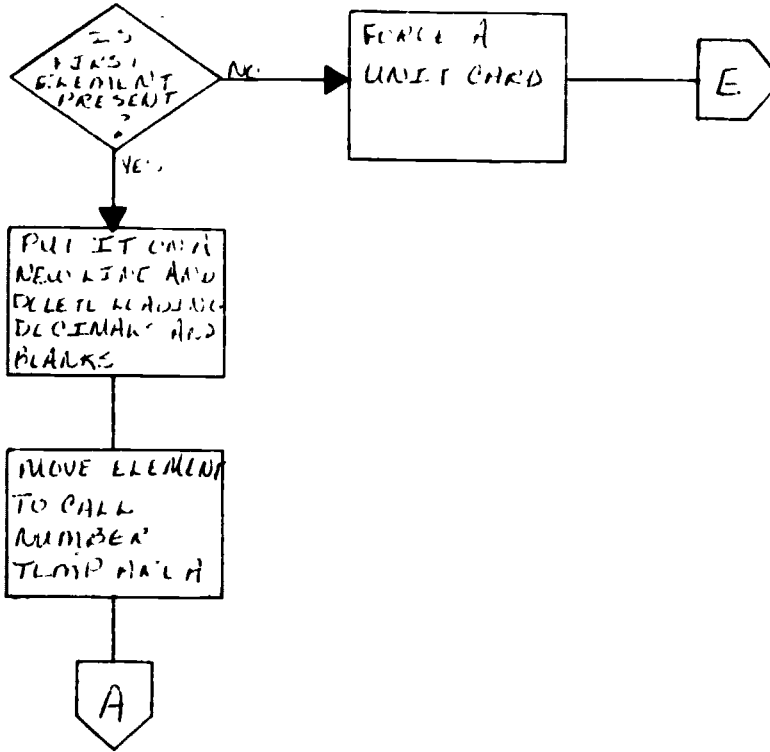 IS
FIRST
ELEMENT
PRESENT
?
NO
FORCE A
UNIT CARD
E
YES
PUT IT ON A
NEW LINE AND
DELETE LEADING
DECIMALS AND
BLANKS
MOVE ELEMENT
TO CALL
NUMBER
TEMP AREA
A